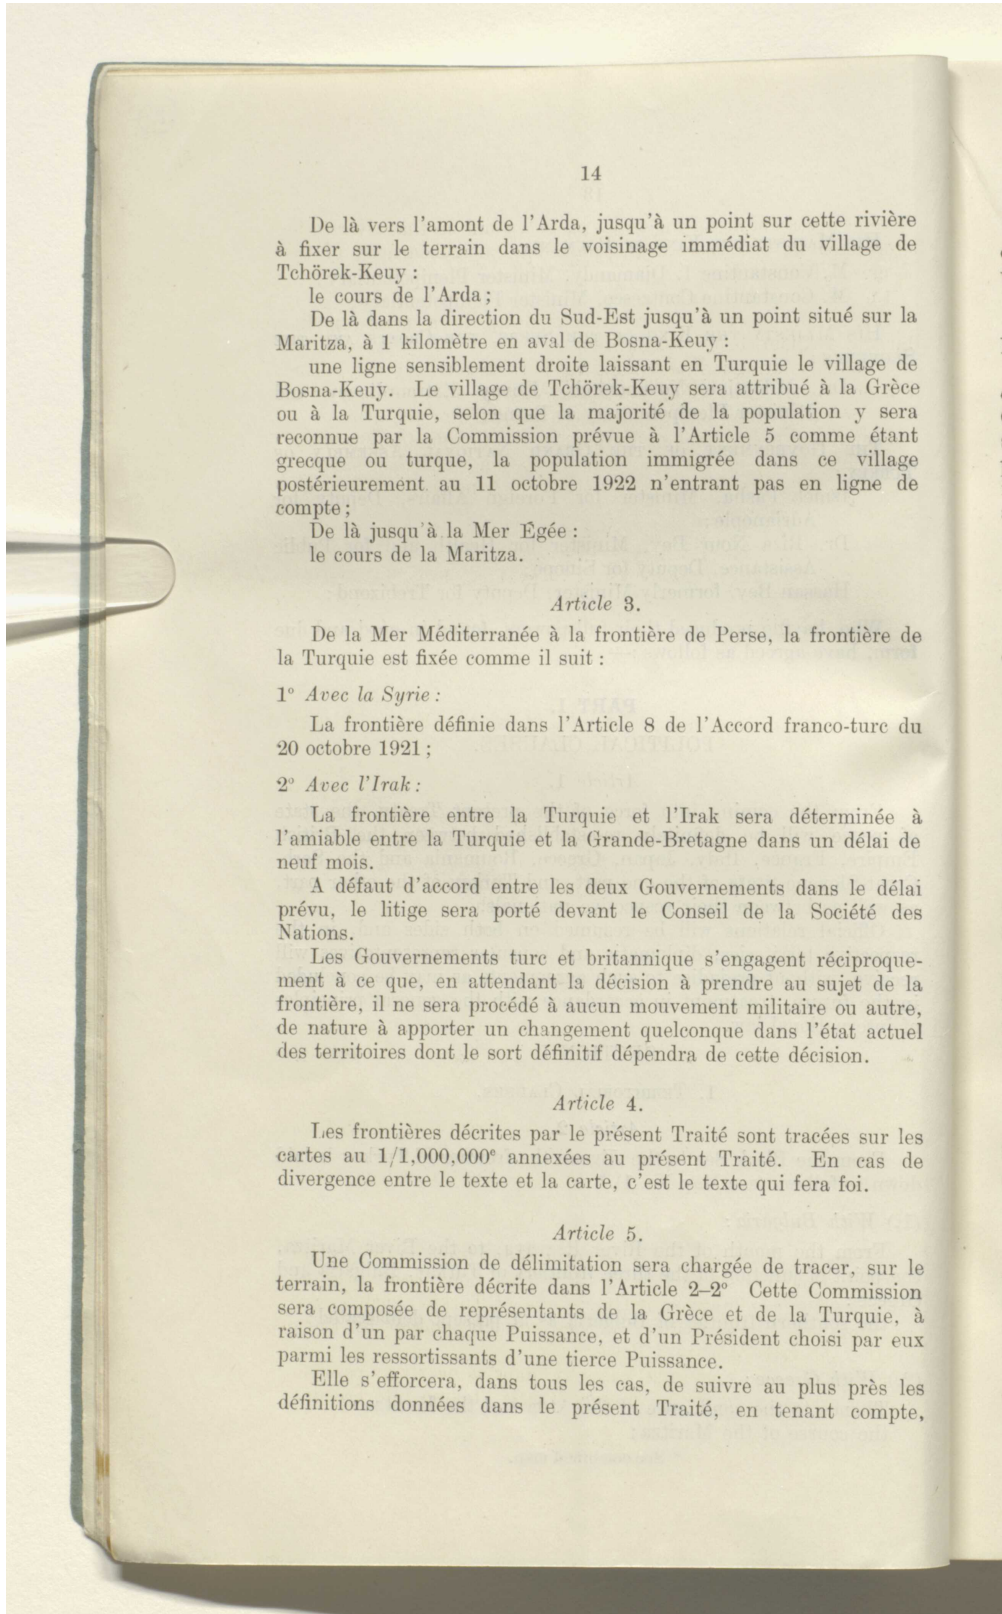 14
De là vers l'amont de l'Arda, jusqu'à un point sur cette rivière
à fixer sur le terrain dans le voisinage immédiat du village de
Tchörek-Keuy :
le cours de l'Arda ;
De là dans la direction du Sud-Est jusqu'à un point situé sur la
Maritza, à 1 kilomètre en aval de Bosna-Keuy :
une ligne sensiblement droite laissant en Turquie le village de
Bosna-Keuy. Le village de Tchörek-Keuy sera attribué à la Grèce
ou à la Turquie, selon que la majorité de la population y sera
reconnue par la Commission prévue à l'Article 5 comme étant
grecque ou turque, la population immigrée dans ce village
postérieurement au 11 octobre 1922 n'entrant pas en ligne de
compte ;
De là jusqu'à la Mer Égée :
le cours de la Maritza.
Article 3.
De la Mer Méditerranée à la frontière de Perse, la frontière de
la Turquie est fixée comme il suit :
1° Avec la Syrie :
La frontière définie dans l'Article 8 de l'Accord franco-turc du
20 octobre 1921 ;
2° Avec l'Irak :
La frontière entre la Turquie et l'Irak sera déterminée à
l'amiable entre la Turquie et la Grande-Bretagne dans un délai de
neuf mois.
A défaut d'accord entre les deux Gouvernements dans le délai
prévu, le litige sera porté devant le Conseil de la Société des
Nations.
Les Gouvernements turc et britannique s'engagent réciproque-
ment à ce que, en attendant la décision à prendre au sujet de la
frontière, il ne sera procédé à aucun mouvement militaire ou autre,
de nature à apporter un changement quelconque dans l'état actuel
des territoires dont le sort définitif dépendra de cette décision.
Article 4.
Les frontières décrites par le présent Traité sont tracées sur les
cartes au 1/1,000,000e annexées au présent Traité. En cas de
divergence entre le texte et la carte, c'est le texte qui fera foi.
Article 5.
Une Commission de délimitation sera chargée de tracer, sur le
terrain, la frontière décrite dans l'Article 2–2° Cette Commission
sera composée de représentants de la Grèce et de la Turquie, à
raison d'un par chaque Puissance, et d'un Président choisi par eux
parmi les ressortissants d'une tierce Puissance.
Elle s'efforcera, dans tous les cas, de suivre au plus près les
définitions données dans le présent Traité, en tenant compte,